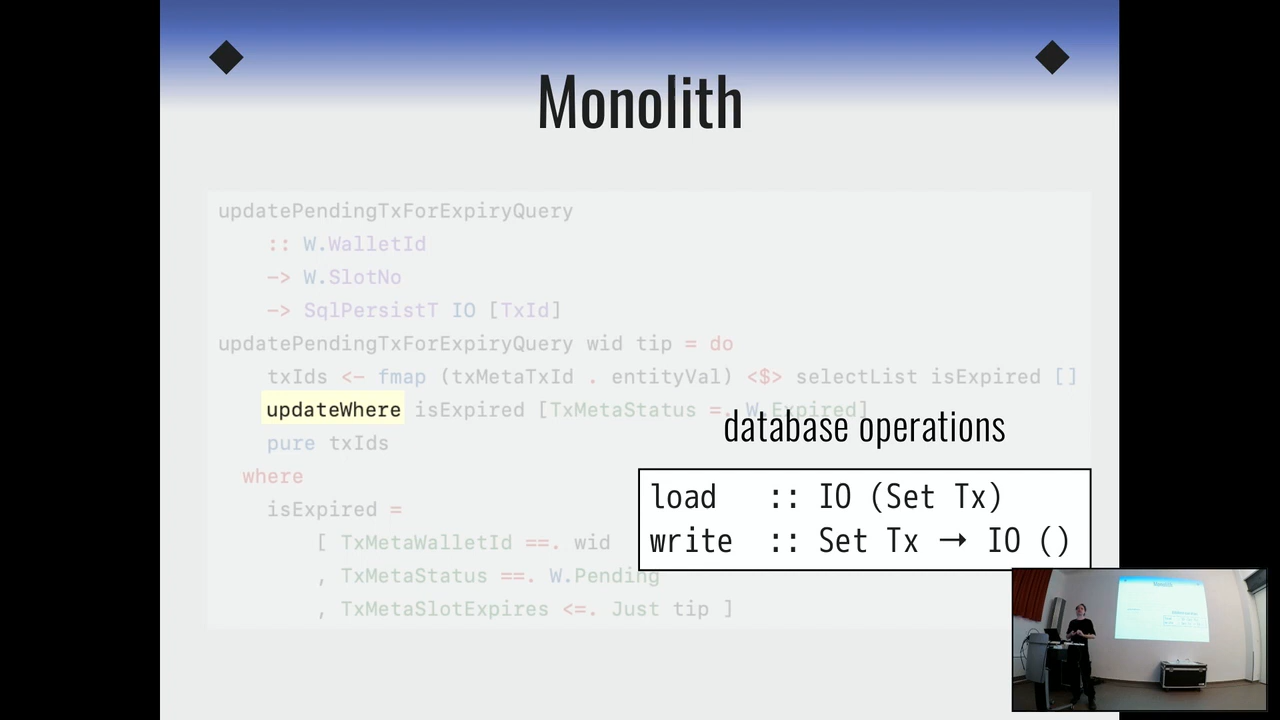 Monolith
updatePendingTxForExpiryQuery
:: W.WalletId
-> W.SlotNo
-> SqlPersistT IO [TxId]
updatePendingTxForExpiryQuery wid tip = do
txIds <- fmap (txMetaTxId . entityVal) <$> selectList isExpired []
updateWhere isExpired [TxMetaStatus =. W.Expired]
pure txIds
where
isExpired =
[ TxMetaWalletId ==. wid
, TxMetaStatus ==. W.Pending
, TxMetaSlotExpires <=. Just tip ]
database operations
load :: IO (Set Tx)
write :: Set Tx → IO ()